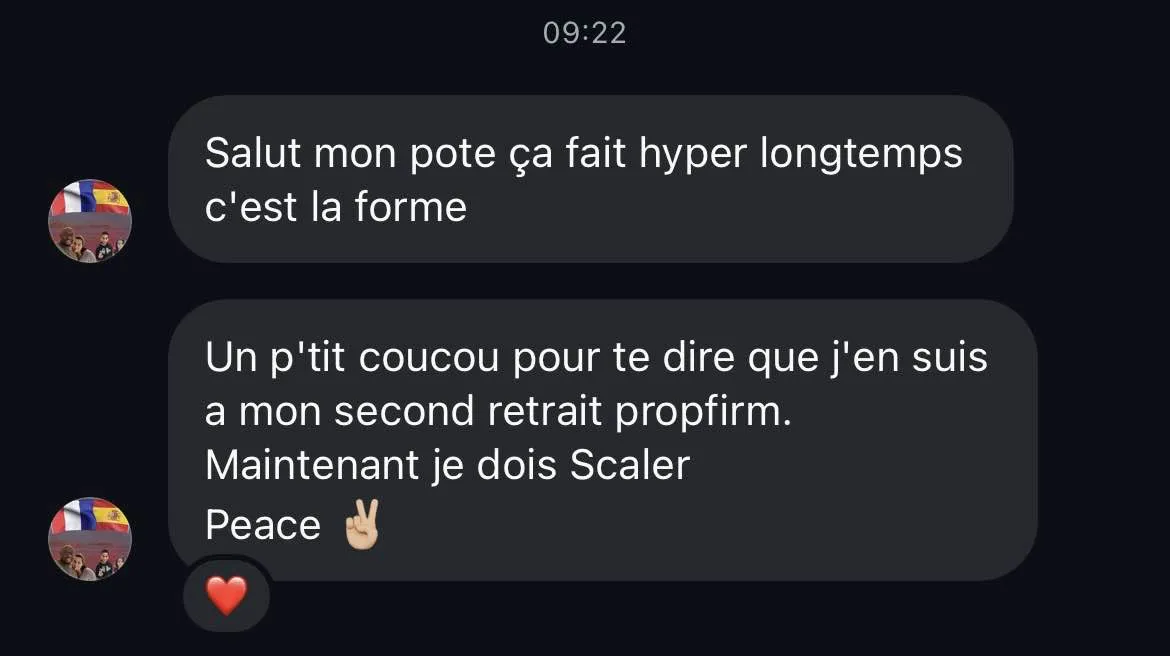 09:22
Salut mon pote ça fait hyper longtemps
c'est la forme
Un p'tit coucou pour te dire que j'en suis
a mon second retrait propfirm.
Maintenant je dois Scaler
Peace ✌🏼
❤️